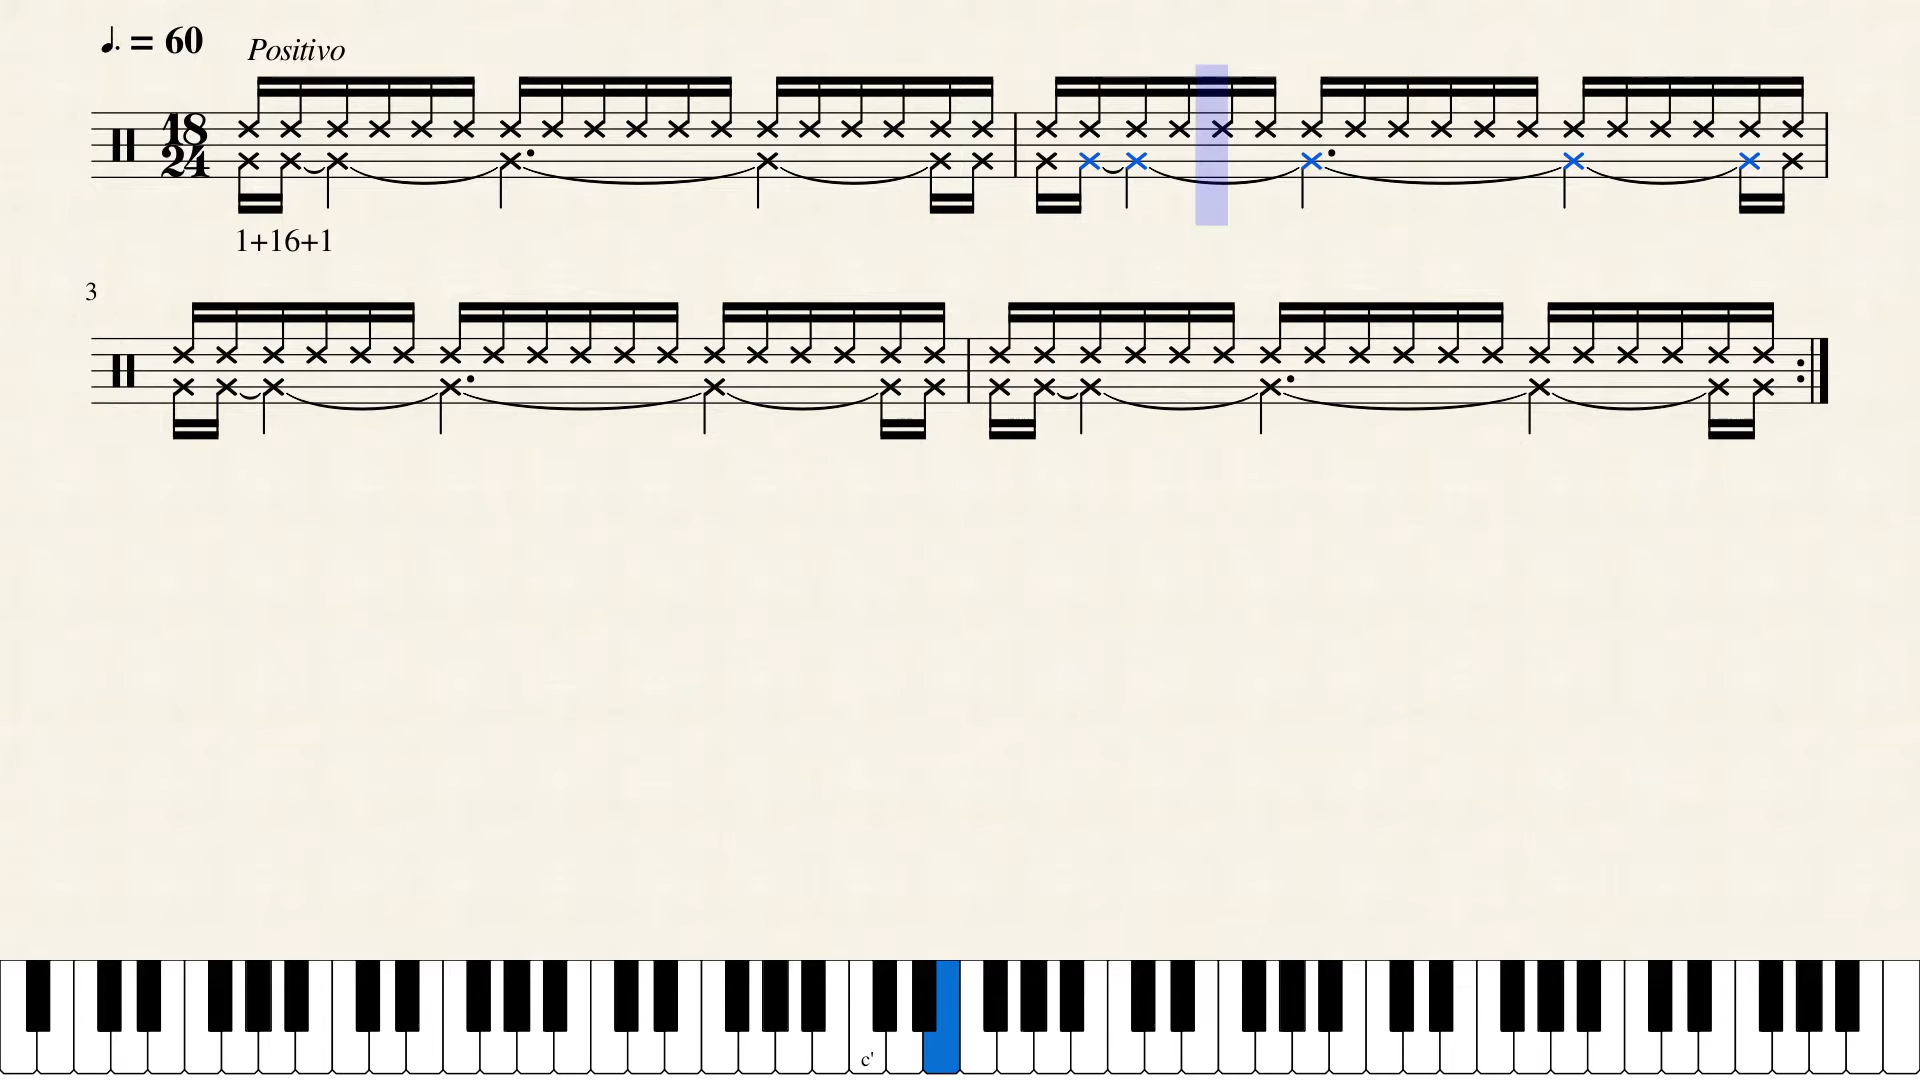 ♩. = 60
Positivo
18
24
1+16+1
3
c'